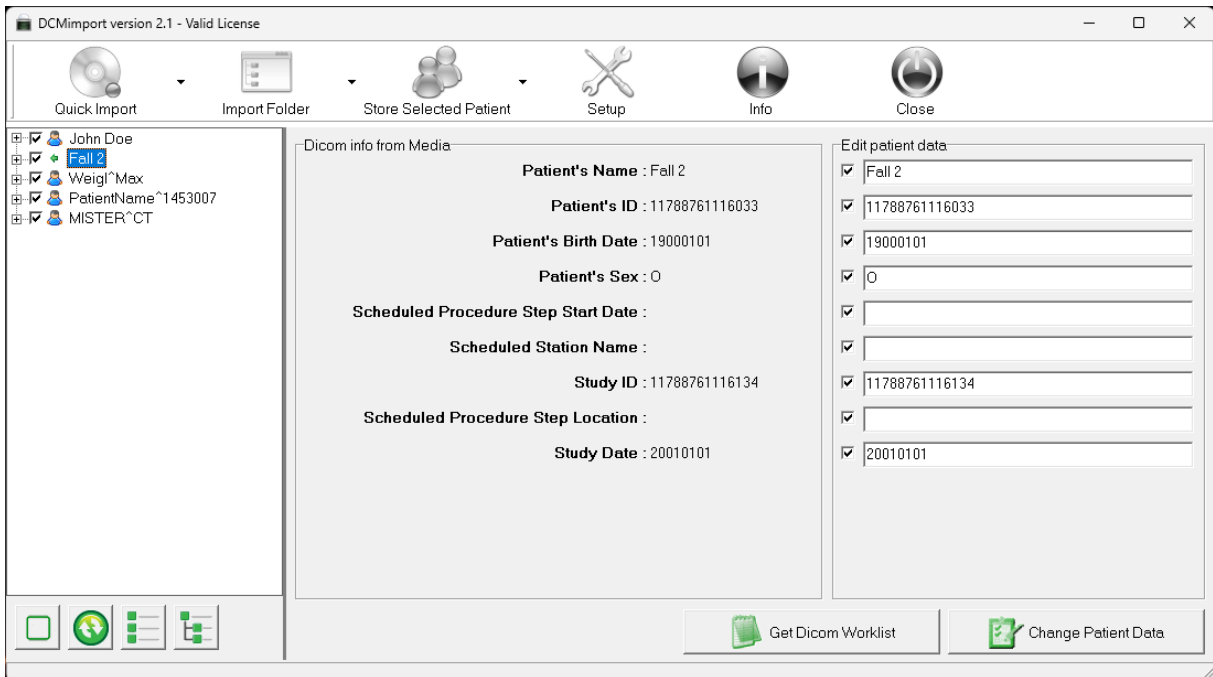 DCMimport version 2.1 - Valid License
Quick Import
Import Folder
Store Selected Patient
Setup
Info
Close
John Doe
Fall 2
Weigl^Max
PatientName^1453007
MISTER^CT
Dicom info from Media
Patient's Name : Fall 2
Patient's ID : 11788761116033
Patient's Birth Date : 19000101
Patient's Sex : O
Scheduled Procedure Step Start Date :
Scheduled Station Name :
Study ID : 11788761116134
Scheduled Procedure Step Location :
Study Date : 20010101
Edit patient data
Fall 2
11788761116033
19000101
O
11788761116134
20010101
Get Dicom Worklist
Change Patient Data